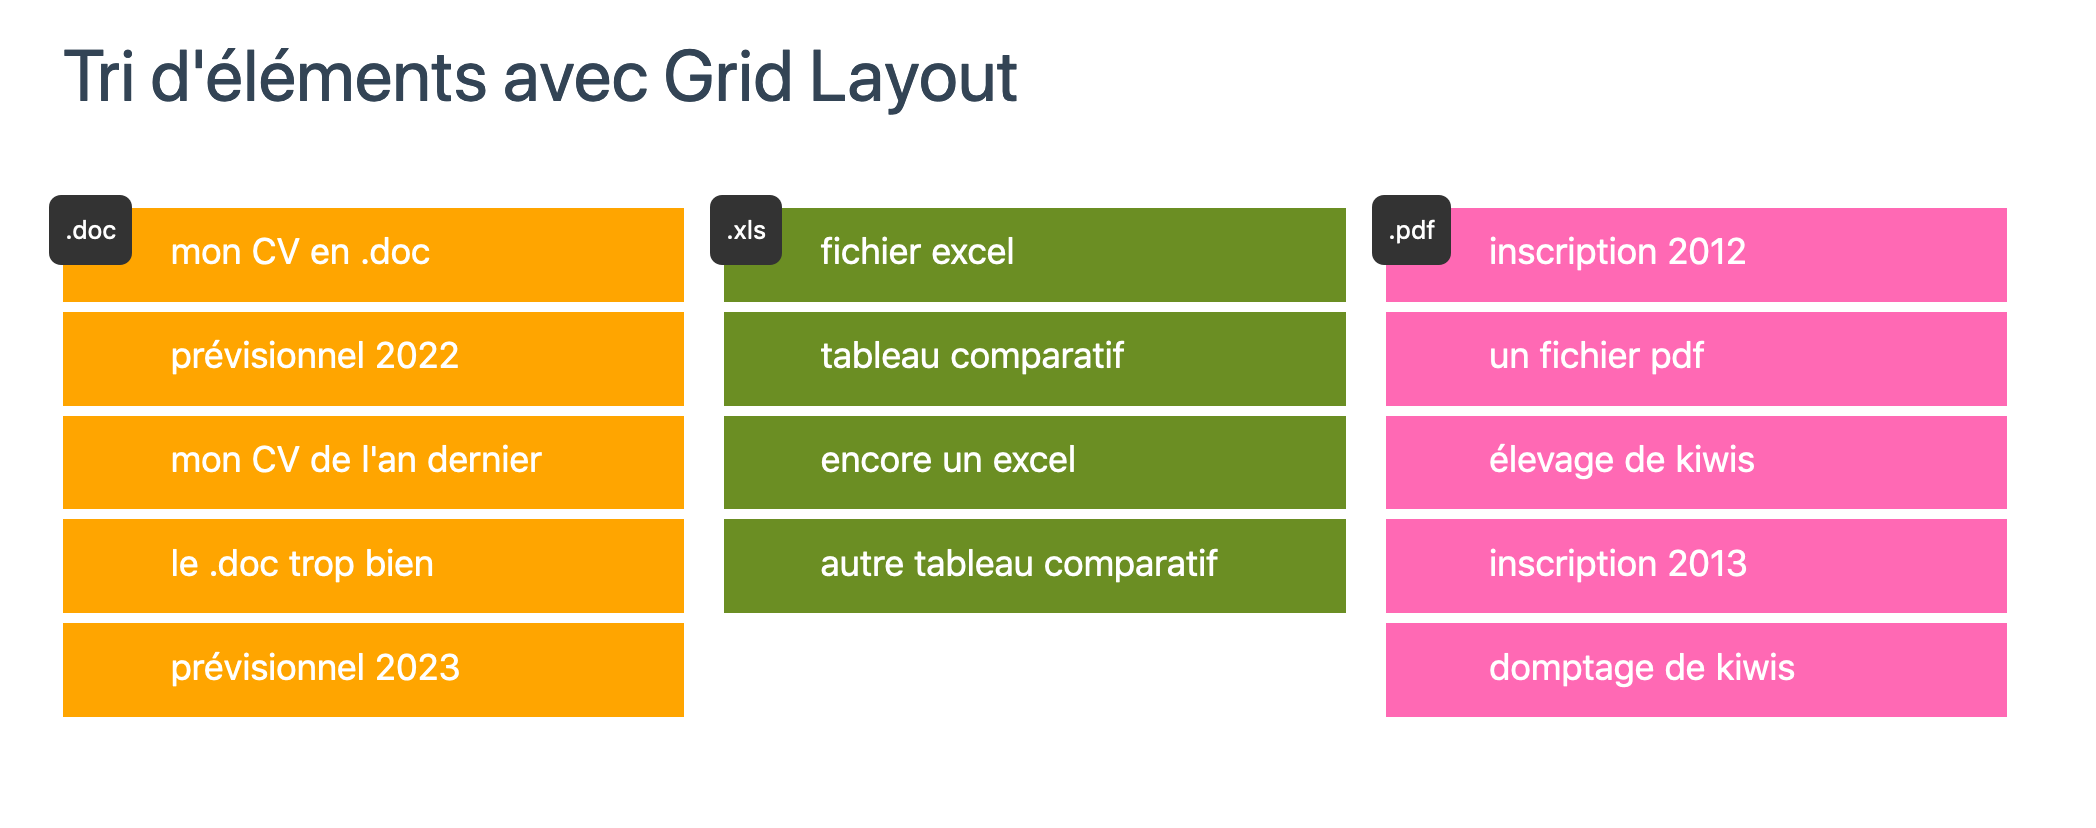 Tri d'éléments avec Grid Layout
.doc
mon CV en .doc
prévisionnel 2022
mon CV de l'an dernier
le .doc trop bien
prévisionnel 2023
.xls
fichier excel
tableau comparatif
encore un excel
autre tableau comparatif
.pdf
inscription 2012
un fichier pdf
élevage de kiwis
inscription 2013
domptage de kiwis